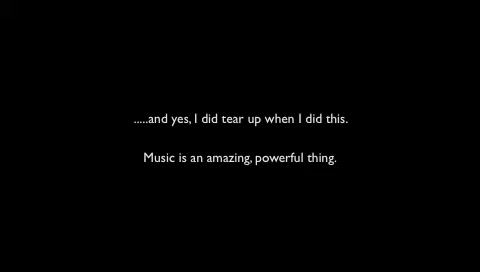 .....and yes, I did tear up when I did this.
Music is an amazing, powerful thing.